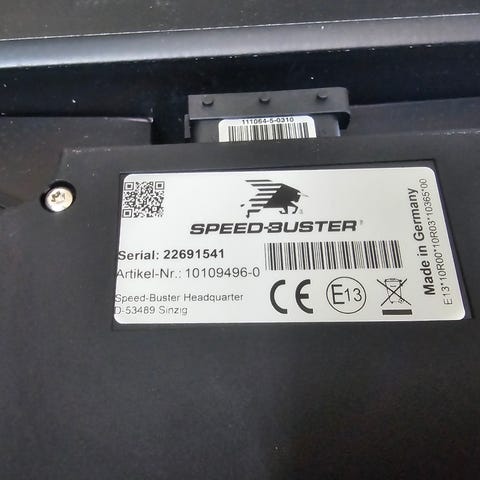 111064-5-0310
SPEED-BUSTER®
Serial: 22691541
Artikel-Nr.: 10109496-0
Speed-Buster Headquarter
D-53489 Sinzig
CE
E13
Made in Germany
E13*10R00*10R03*10365*00